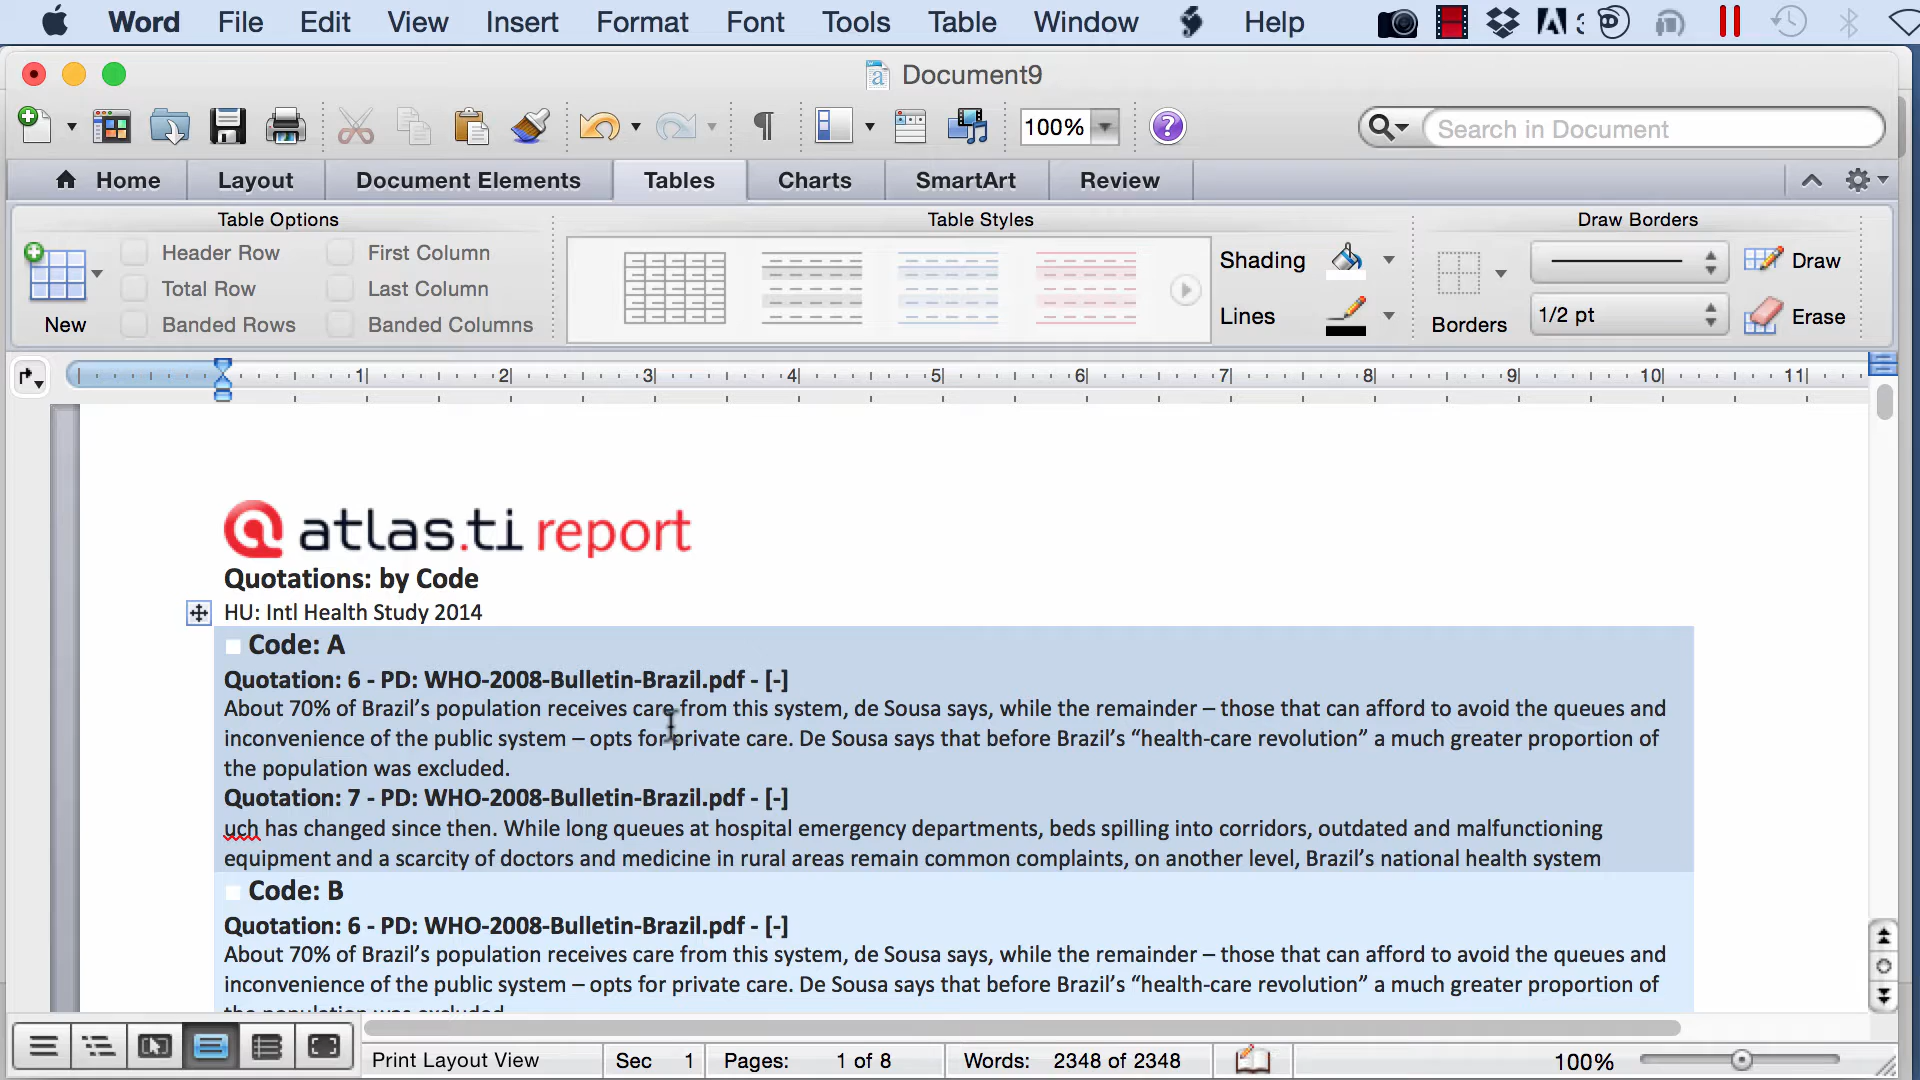 Word File Edit View Insert Format Font Tools Table Window Help
Document9
100%
Search in Document
Home Layout Document Elements Tables Charts SmartArt Review
Table Options Table Styles Draw Borders
New
Header Row First Column
Total Row Last Column
Banded Rows Banded Columns
Shading
Lines
Borders
1/2 pt
Draw
Erase
1 2 3 4 5 6 7 8 9 10 11
atlas.ti report
Quotations: by Code
HU: Intl Health Study 2014
Code: A
Quotation: 6 - PD: WHO-2008-Bulletin-Brazil.pdf - [-]
About 70% of Brazil’s population receives care from this system, de Sousa says, while the remainder – those that can afford to avoid the queues and
inconvenience of the public system – opts for private care. De Sousa says that before Brazil’s “health-care revolution” a much greater proportion of
the population was excluded.
Quotation: 7 - PD: WHO-2008-Bulletin-Brazil.pdf - [-]
uch has changed since then. While long queues at hospital emergency departments, beds spilling into corridors, outdated and malfunctioning
equipment and a scarcity of doctors and medicine in rural areas remain common complaints, on another level, Brazil’s national health system
Code: B
Quotation: 6 - PD: WHO-2008-Bulletin-Brazil.pdf - [-]
About 70% of Brazil’s population receives care from this system, de Sousa says, while the remainder – those that can afford to avoid the queues and
inconvenience of the public system – opts for private care. De Sousa says that before Brazil’s “health-care revolution” a much greater proportion of
the population was excluded.
Print Layout View Sec 1 Pages: 1 of 8 Words: 2348 of 2348 100%